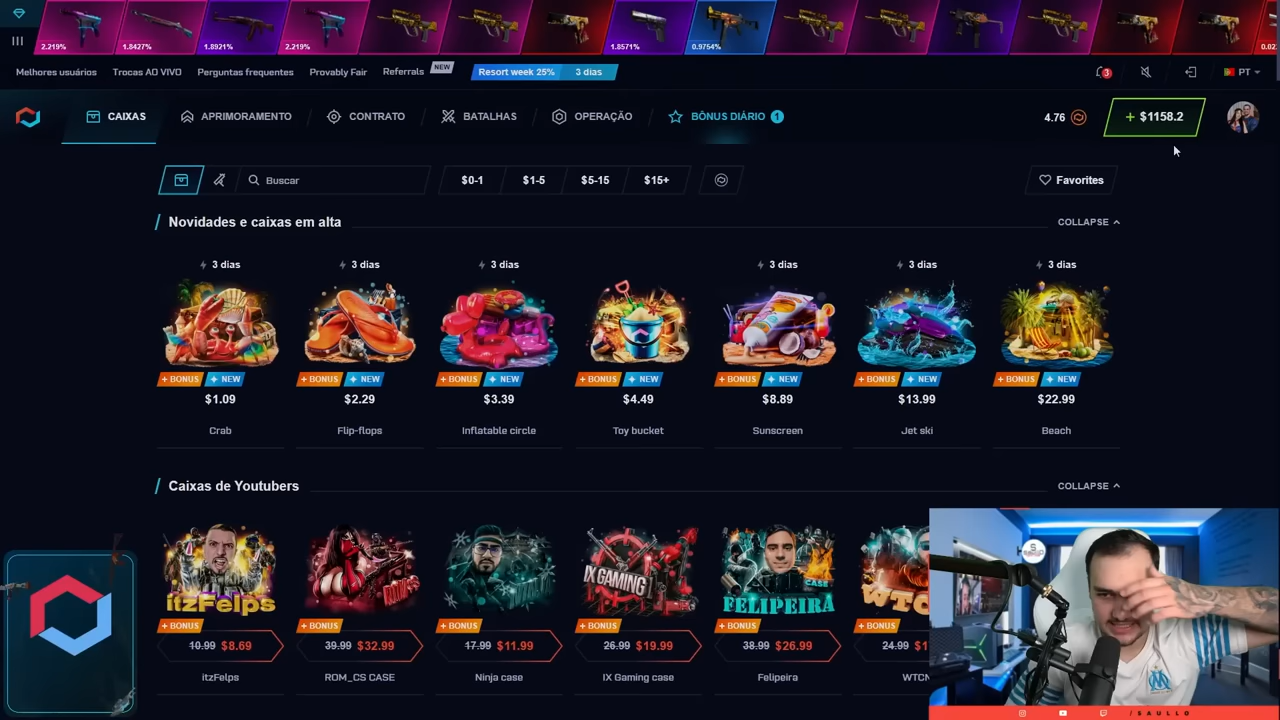 2.219%
1.8427%
1.8921%
2.219%
1.8571%
0.9754%
Melhores usuários
Trocas AO VIVO
Perguntas frequentes
Provably Fair
Referrals
NEW
Resort week 25%
3 dias
3
PT
CAIXAS
APRIMORAMENTO
CONTRATO
BATALHAS
OPERAÇÃO
BÔNUS DIÁRIO 1
4.76
+ $1158.2
Buscar
$0-1
$1-5
$5-15
$15+
Favorites
Novidades e caixas em alta
COLLAPSE
3 dias
3 dias
3 dias
3 dias
3 dias
3 dias
+ BONUS NEW
+ BONUS NEW
+ BONUS NEW
+ BONUS NEW
+ BONUS NEW
+ BONUS NEW
+ BONUS NEW
$1.09
$2.29
$3.39
$4.49
$8.89
$13.99
$22.99
Crab
Flip-flops
Inflatable circle
Toy bucket
Sunscreen
Jet ski
Beach
Caixas de Youtubers
COLLAPSE
itzFelps
IX GAMING
FELIPEIRA
CASE
+ BONUS
+ BONUS
+ BONUS
+ BONUS
+ BONUS
+ BONUS
10.99 $8.69
39.99 $32.99
17.99 $11.99
26.99 $19.99
38.99 $26.99
24.99
itzFelps
ROM_CS CASE
Ninja case
IX Gaming case
Felipeira
/SAULLO